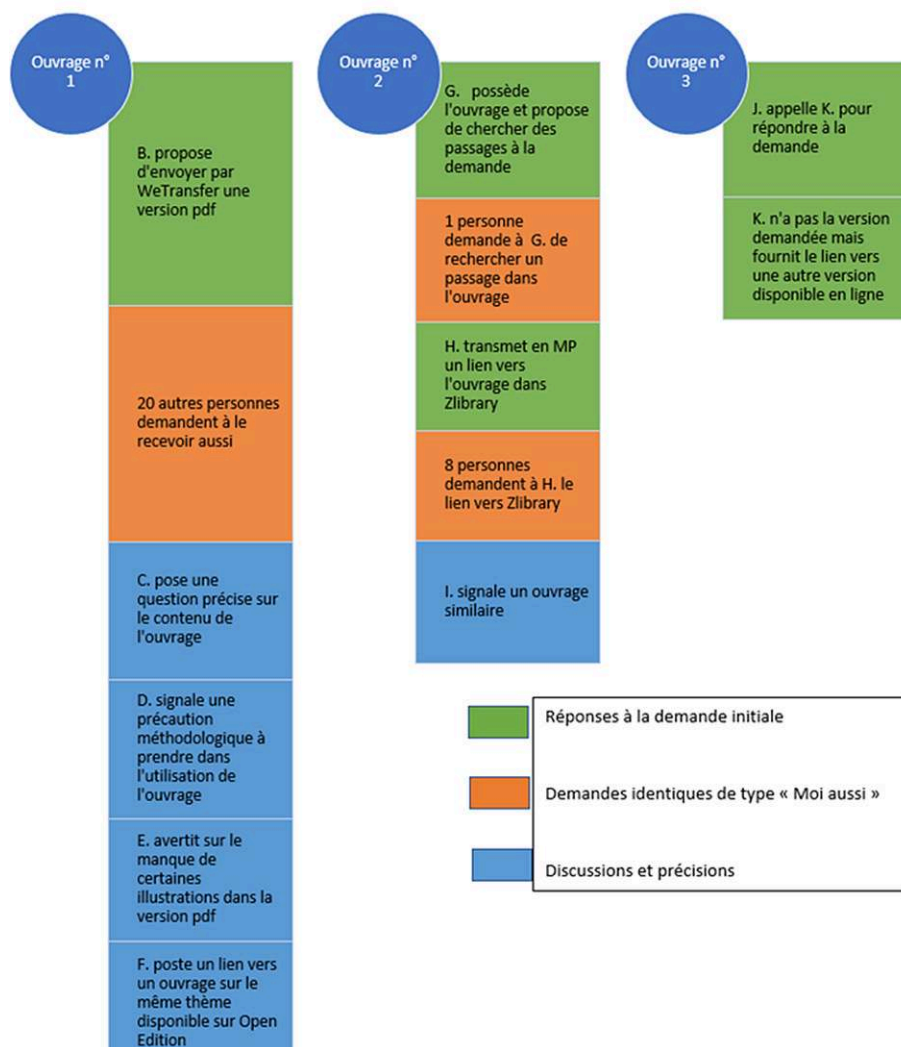 Ouvrage n°
1
B. propose
d'envoyer par
WeTransfer une
version pdf
20 autres personnes
demandent à le
recevoir aussi
C. pose une
question précise sur
le contenu de
l'ouvrage
D. signale une
précaution
méthodologique à
prendre dans
l'utilisation de
l'ouvrage
E. avertit sur le
manque de
certaines
illustrations dans la
version pdf
F. poste un lien vers
un ouvrage sur le
même thème
disponible sur Open
Edition
Ouvrage n°
2
G. possède
l'ouvrage et propose
de chercher des
passages à la
demande
1 personne
demande à G. de
rechercher un
passage dans
l'ouvrage
H. transmet en MP
un lien vers
l'ouvrage dans
Zlibrary
8 personnes
demandent à H. le
lien vers Zlibrary
I. signale un ouvrage
similaire
Ouvrage n°
3
J. appelle K. pour
répondre à la
demande
K. n'a pas la version
demandée mais
fournit le lien vers
une autre version
disponible en ligne
Réponses à la demande initiale
Demandes identiques de type « Moi aussi »
Discussions et précisions